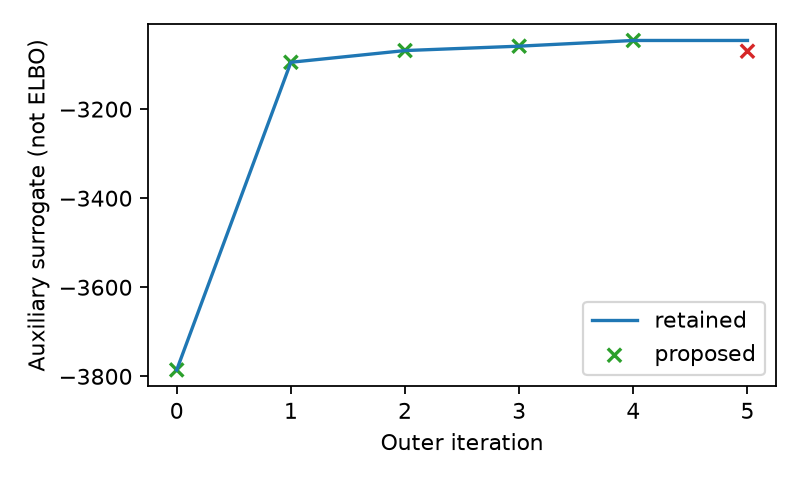 Auxiliary surrogate (not ELBO)
−3200
−3400
−3600
−3800
0 1 2 3 4 5
Outer iteration
retained
proposed